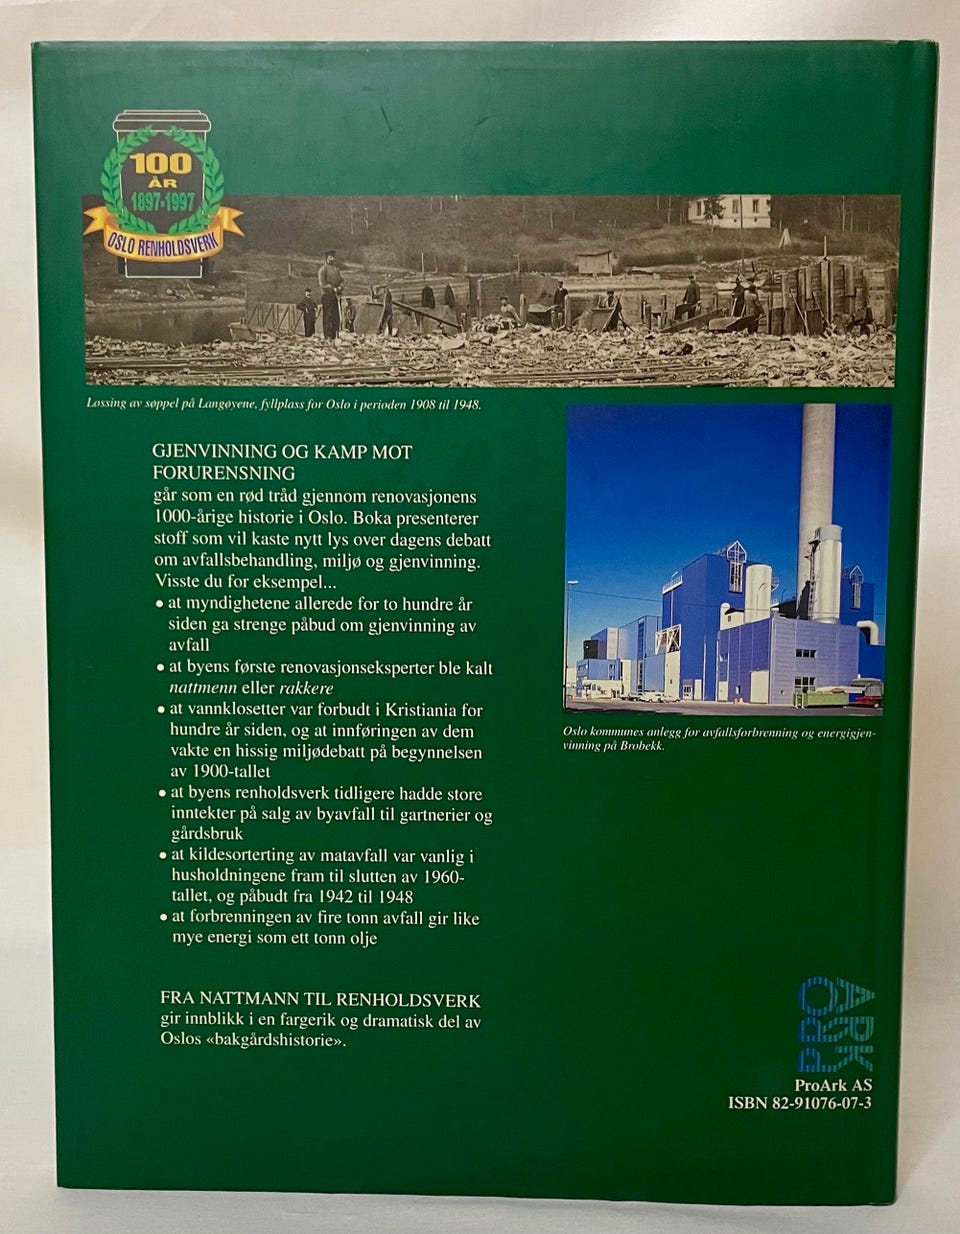 100
ÅR
1897-1997
OSLO RENHOLDSVERK
Lossing av søppel på Langøyene, fyllplass for Oslo i perioden 1908 til 1948.
GJENVINNING OG KAMP MOT
FORURENSNING
går som en rød tråd gjennom renovasjonens
1000-årige historie i Oslo. Boka presenterer
stoff som vil kaste nytt lys over dagens debatt
om avfallsbehandling, miljø og gjenvinning.
Visste du for eksempel...
• at myndighetene allerede for to hundre år
siden ga strenge påbud om gjenvinning av
avfall
• at byens første renovasjonseksperter ble kalt
nattmenn eller rakkere
• at vannklosetter var forbudt i Kristiania for
hundre år siden, og at innføringen av dem
vakte en hissig miljødebatt på begynnelsen
av 1900-tallet
• at byens renholdsverk tidligere hadde store
inntekter på salg av byavfall til gartnerier og
gårdsbruk
• at kildesorterting av matavfall var vanlig i
husholdningene fram til slutten av 1960-
tallet, og påbudt fra 1942 til 1948
• at forbrenningen av fire tonn avfall gir like
mye energi som ett tonn olje
FRA NATTMANN TIL RENHOLDSVERK
gir innblikk i en fargerik og dramatisk del av
Oslos «bakgårdshistorie».
Oslo kommunes anlegg for avfallsforbrenning og energigjen-
vinning på Brobekk.
PRO
ARK
ProArk AS
ISBN 82-91076-07-3